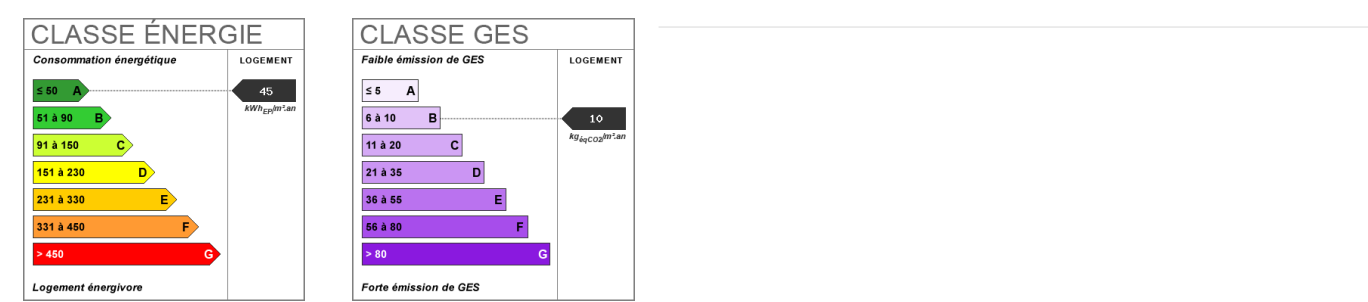 CLASSE ÉNERGIE
Consommation énergétique
LOGEMENT
≤ 50 A
45
kWhEP/m².an
51 à 90 B
91 à 150 C
151 à 230 D
231 à 330 E
331 à 450 F
> 450 G
Logement énergivore
CLASSE GES
Faible émission de GES
LOGEMENT
≤ 5 A
6 à 10 B
10
kgéqCO2/m².an
11 à 20 C
21 à 35 D
36 à 55 E
56 à 80 F
> 80 G
Forte émission de GES